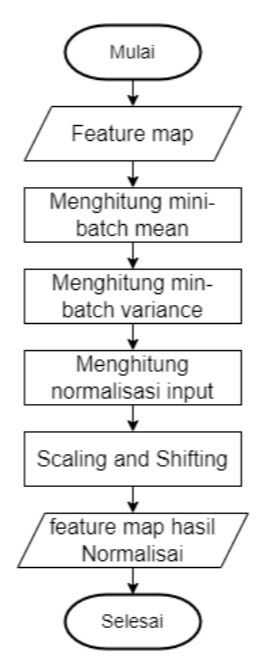 Mulai
Feature map
Menghitung mini-
batch mean
Menghitung min-
batch variance
Menghitung
normalisasi input
Scaling and Shifting
feature map hasil
Normalisai
Selesai